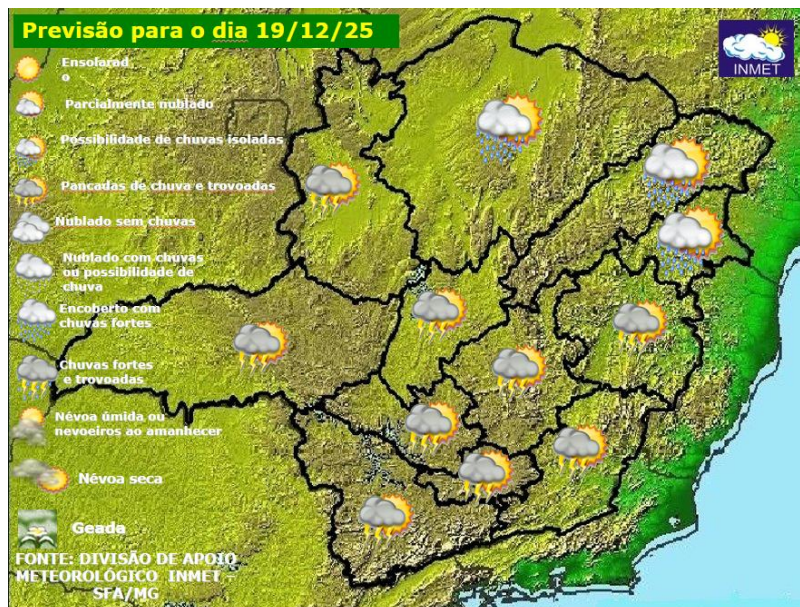 Previsão para o dia 19/12/25
INMET
Ensolarad
o
Parcialmente nublado
Possibilidade de chuvas isoladas
Pancadas de chuva e trovoadas
Nublado sem chuvas
Nublado com chuvas
ou possibilidade de
chuva
Encoberto com
chuvas fortes
Chuvas fortes
e trovoadas
Névoa úmida ou
nevoeiros ao amanhecer
Névoa seca
Geada
FONTE: DIVISÃO DE APOIO
METEOROLÓGICO INMET –
SFA/MG